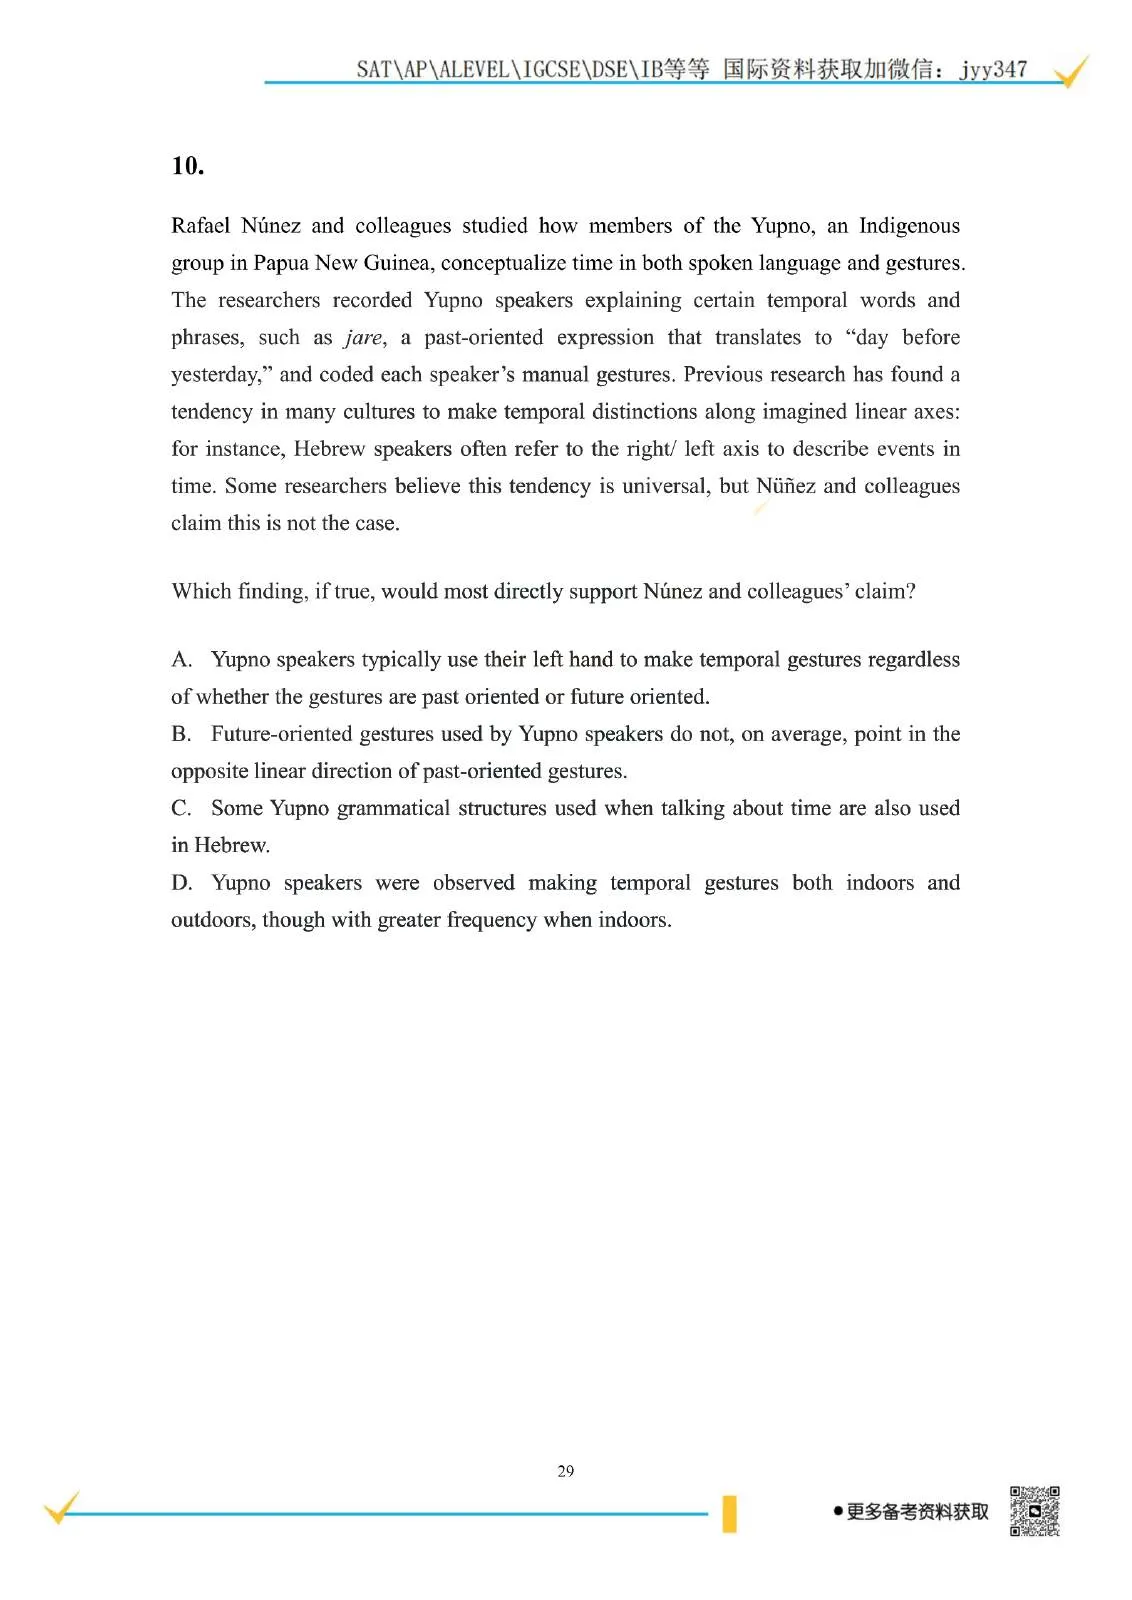 SAT\AP\ALEVEL\IGCSE\DSE\IB等等 国际资料获取加微信：jyy347
10.
Rafael Núnez and colleagues studied how members of the Yupno, an Indigenous
group in Papua New Guinea, conceptualize time in both spoken language and gestures.
The researchers recorded Yupno speakers explaining certain temporal words and
phrases, such as jare, a past-oriented expression that translates to “day before
yesterday,” and coded each speaker’s manual gestures. Previous research has found a
tendency in many cultures to make temporal distinctions along imagined linear axes:
for instance, Hebrew speakers often refer to the right/ left axis to describe events in
time. Some researchers believe this tendency is universal, but Nüñez and colleagues
claim this is not the case.
Which finding, if true, would most directly support Núnez and colleagues’ claim?
A. Yupno speakers typically use their left hand to make temporal gestures regardless
of whether the gestures are past oriented or future oriented.
B. Future-oriented gestures used by Yupno speakers do not, on average, point in the
opposite linear direction of past-oriented gestures.
C. Some Yupno grammatical structures used when talking about time are also used
in Hebrew.
D. Yupno speakers were observed making temporal gestures both indoors and
outdoors, though with greater frequency when indoors.
29
●更多备考资料获取